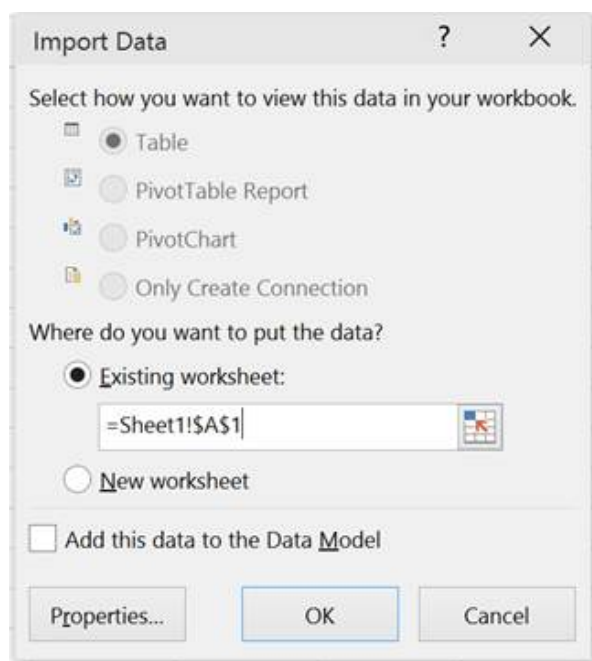 Import Data ?
Select how you want to view this data in your workbook.
Table
PivotTable Report
PivotChart
Only Create Connection
Where do you want to put the data?
Existing worksheet:
=Sheet1!$A$1
New worksheet
Add this data to the Data Model
Properties... OK Cancel